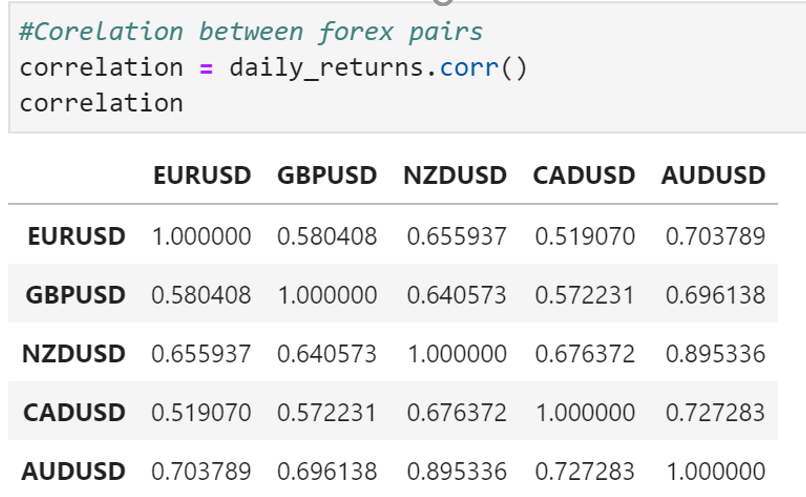 #Corelation between forex pairs
correlation = daily_returns.corr()
correlation
EURUSD GBPUSD NZDUSD CADUSD AUDUSD
EURUSD 1.000000 0.580408 0.655937 0.519070 0.703789
GBPUSD 0.580408 1.000000 0.640573 0.572231 0.696138
NZDUSD 0.655937 0.640573 1.000000 0.676372 0.895336
CADUSD 0.519070 0.572231 0.676372 1.000000 0.727283
AUDUSD 0.703789 0.696138 0.895336 0.727283 1.000000